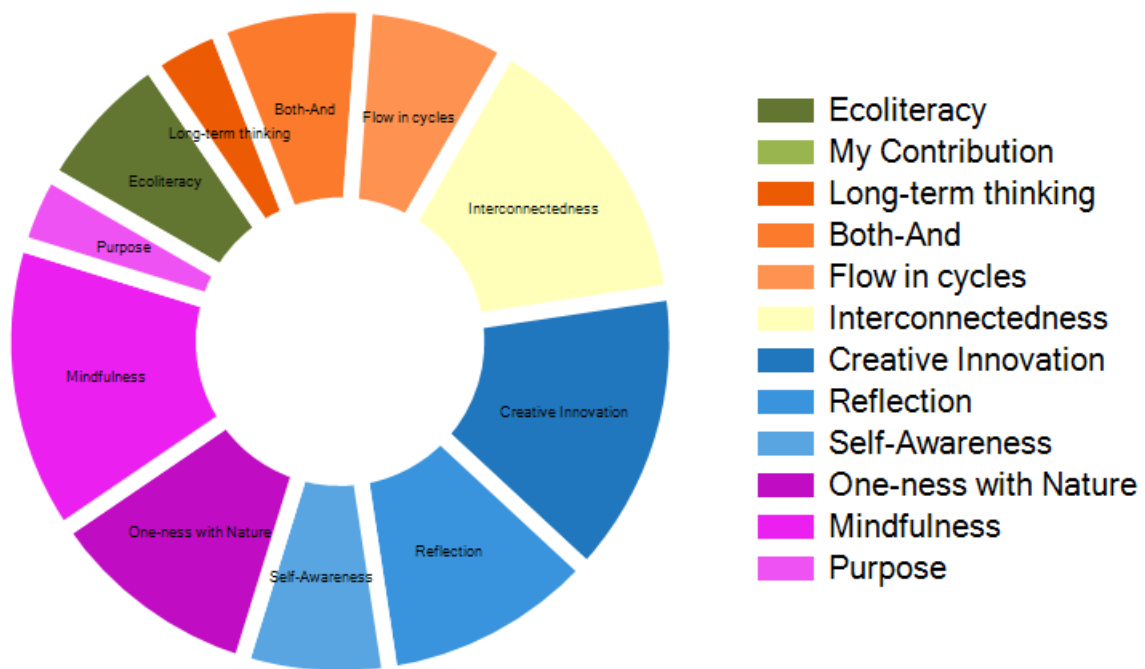 Both-And
Flow in cycles
Long-term thinking
Ecoliteracy
Interconnectedness
Purpose
Mindfulness
Creative Innovation
One-ness with Nature
Reflection
Self-Awareness
Ecoliteracy
My Contribution
Long-term thinking
Both-And
Flow in cycles
Interconnectedness
Creative Innovation
Reflection
Self-Awareness
One-ness with Nature
Mindfulness
Purpose